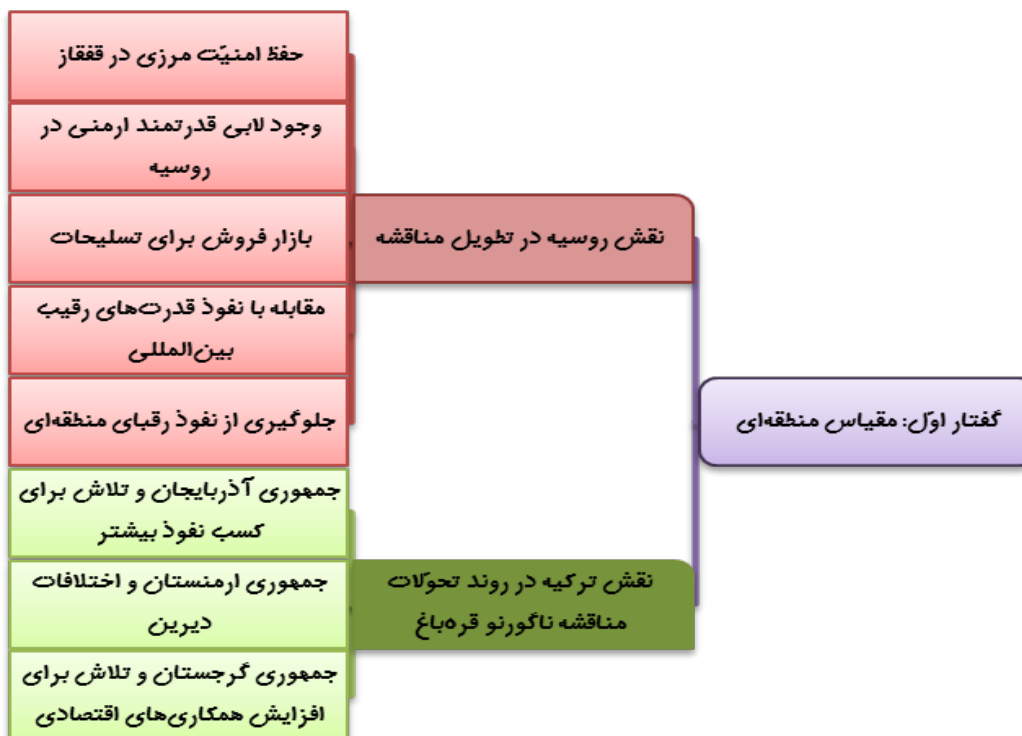 گفتار اوّل: مقیاس منطقه‌ای
نقش روسیه در تطویل مناقشه
حفظ امنیّت مرزی در قفقاز
وجود لابی قدرتمند ارمنی در
روسیه
بازار فروش برای تسلیحات
مقابله با نفوذ قدرت‌های رقیب
بین‌المللی
جلوگیری از نفوذ رقبای منطقه‌ای
نقش ترکیه در روند تحوّلات
مناقشه ناگورنو قره‌باغ
جمهوری آذربایجان و تلاش برای
کسب نفوذ بیشتر
جمهوری ارمنستان و اختلافات
دیرین
جمهوری گرجستان و تلاش برای
افزایش همکاری‌های اقتصادی